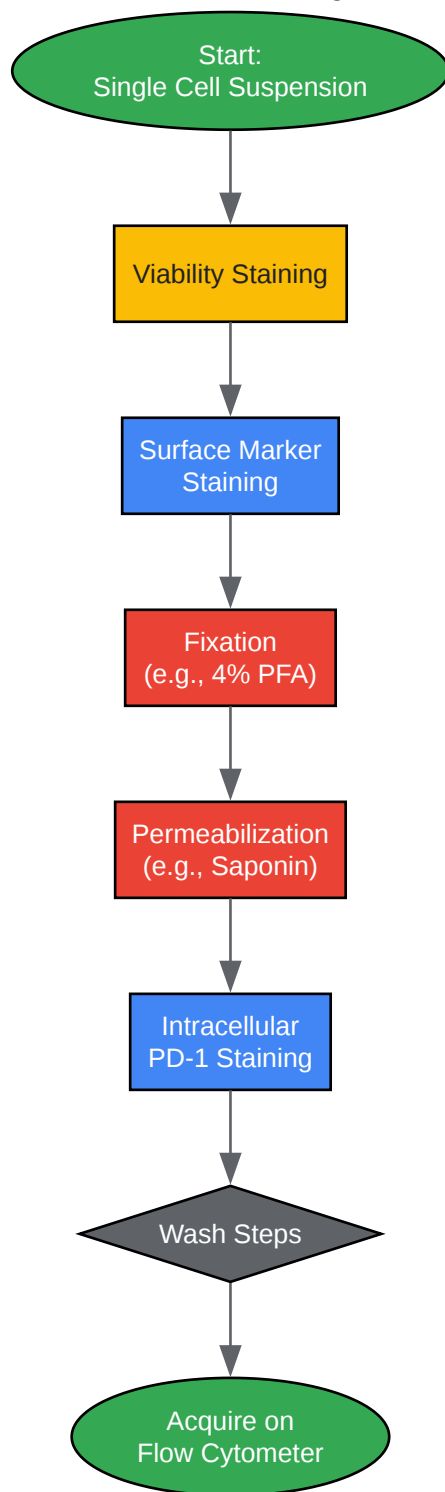 Start:
Single Cell Suspension
Viability Staining
Surface Marker
Staining
Fixation
(e.g., 4% PFA)
Permeabilization
(e.g., Saponin)
Intracellular
PD-1 Staining
Wash Steps
Acquire on
Flow Cytometer